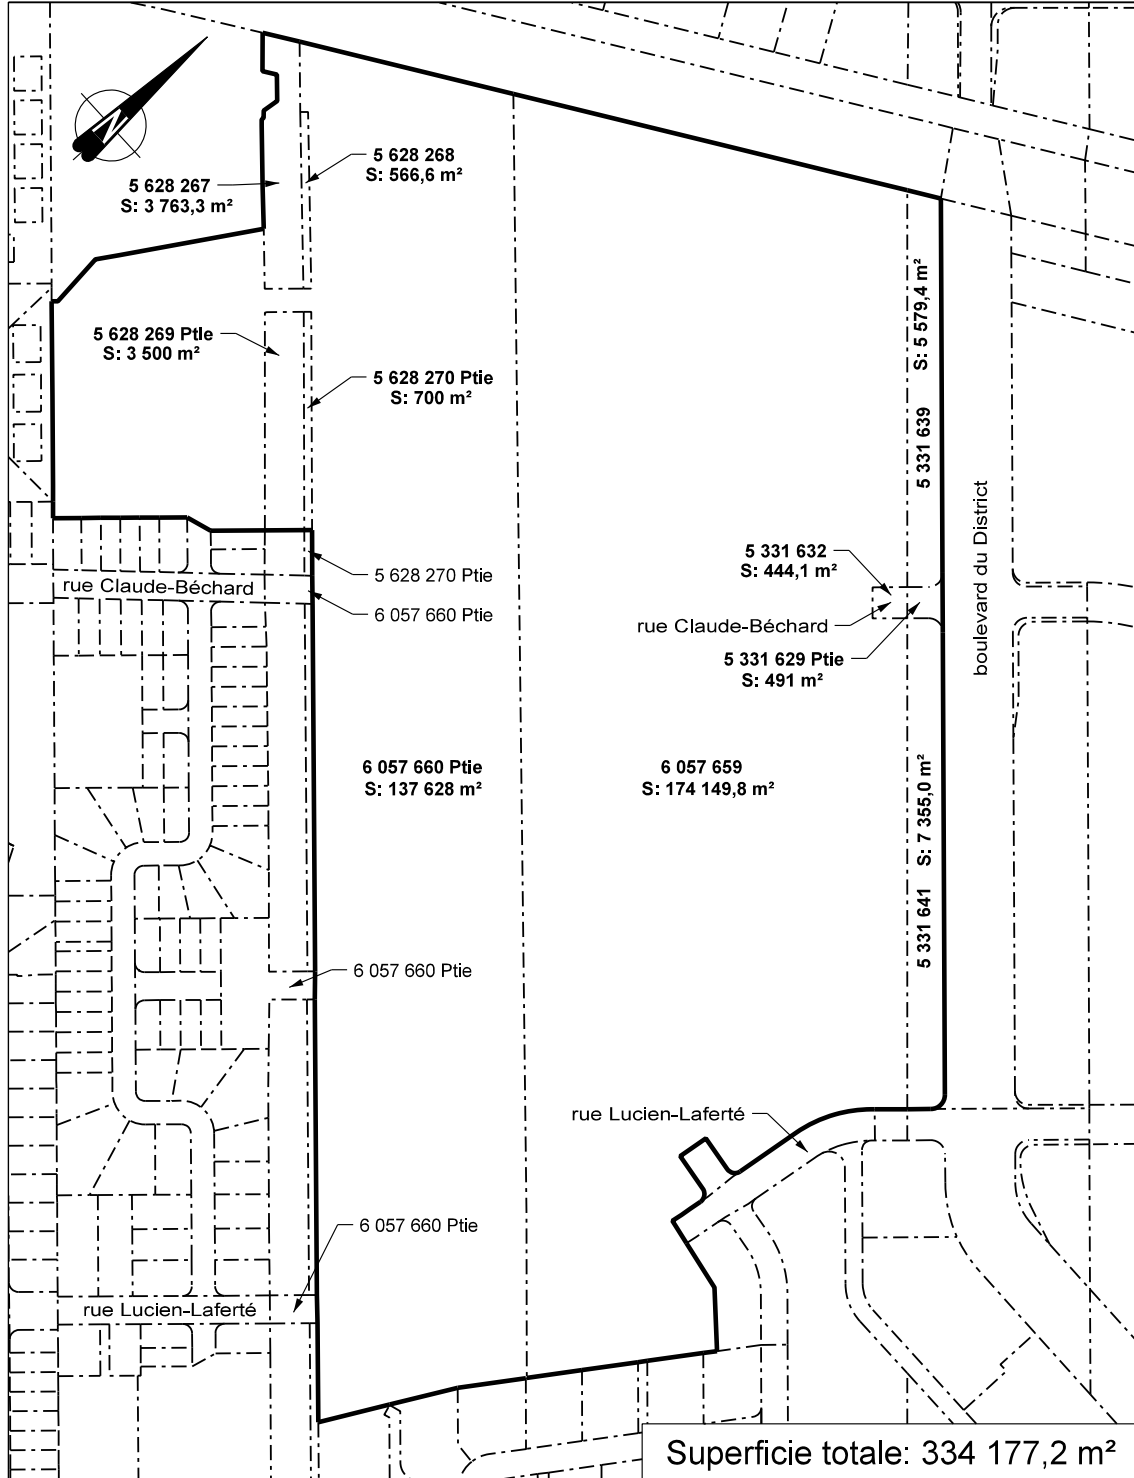 N
5 628 268
S: 566,6 m²
5 628 267
S: 3 763,3 m²
5 628 269 Ptie
S: 3 500 m²
5 628 270 Ptie
S: 700 m²
5 331 639 S: 5 579,4 m²
boulevard du District
5 331 632
S: 444,1 m²
5 628 270 Ptie
rue Claude-Béchard
6 057 660 Ptie
rue Claude-Béchard
5 331 629 Ptie
S: 491 m²
6 057 660 Ptie
S: 137 628 m²
6 057 659
S: 174 149,8 m²
5 331 641 S: 7 355,0 m²
6 057 660 Ptie
rue Lucien-Laferté
6 057 660 Ptie
rue Lucien-Laferté
Superficie totale: 334 177,2 m²